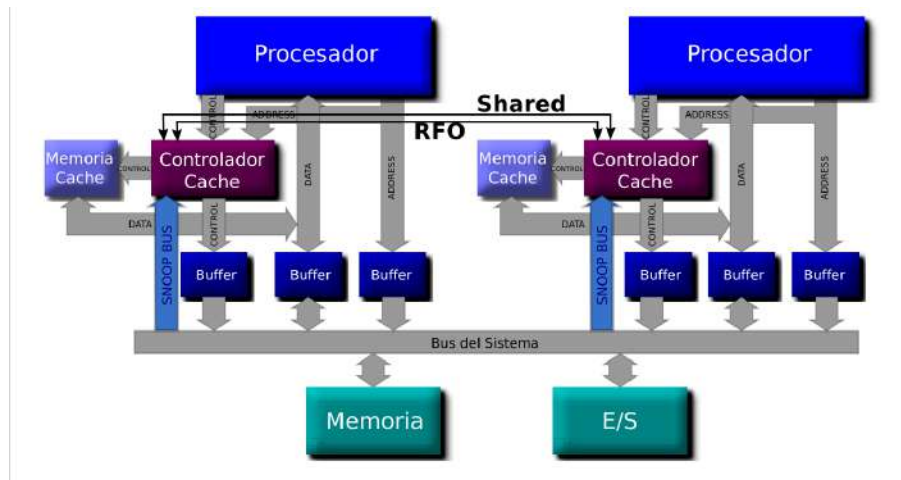 Procesador
Procesador
CONTROL
ADDRESS
Shared
RFO
CONTROL
ADDRESS
Memoria
Cache
CONTROL
Controlador
Cache
DATA
ADDRESS
Memoria
Cache
CONTROL
Controlador
Cache
DATA
ADDRESS
DATA
SNOOP BUS
CONTROL
DATA
SNOOP BUS
CONTROL
Buffer
Buffer
Buffer
Buffer
Buffer
Buffer
Bus del Sistema
Memoria
E/S